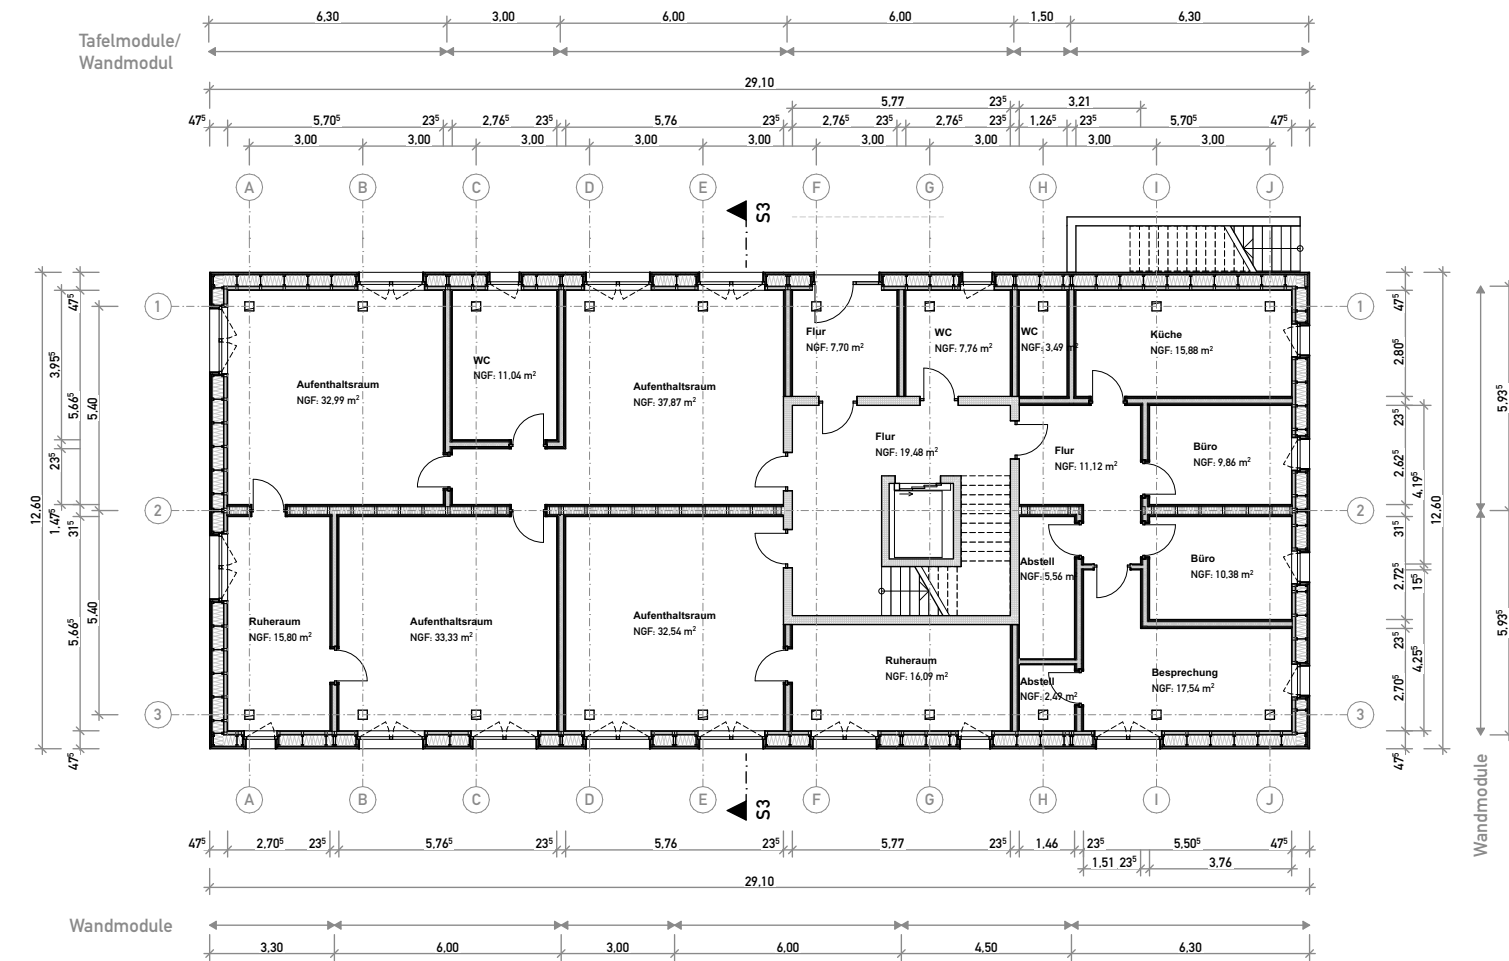 6,30 3,00 6,00 6,00 1,50 6,30
Tafelmodule/
Wandmodul
29,10
5,77 23⁵ 3,21
47⁵ 5,70⁵ 23⁵ 2,76⁵ 23⁵ 5,76 23⁵ 2,76⁵ 23⁵ 2,76⁵ 23⁵ 1,26⁵ 23⁵ 5,70⁵ 47⁵
3,00 3,00 3,00 3,00 3,00 3,00 3,00 3,00 3,00
A B C D E F G H I J
S3
1
1
Flur
NGF: 7,70 m²
WC
NGF: 7,76 m²
WC
NGF: 3,49 m²
Küche
NGF: 15,88 m²
WC
NGF: 11,04 m²
Aufenthaltsraum
NGF: 32,99 m²
Aufenthaltsraum
NGF: 37,87 m²
Flur
NGF: 19,48 m²
Flur
NGF: 11,12 m²
Büro
NGF: 9,86 m²
2
2
Abstell
NGF: 5,56 m
Büro
NGF: 10,38 m²
Ruheraum
NGF: 15,80 m²
Aufenthaltsraum
NGF: 33,33 m²
Aufenthaltsraum
NGF: 32,54 m²
Ruheraum
NGF: 16,09 m²
Abstell
NGF: 2,49 m²
Besprechung
NGF: 17,54 m²
3
3
12,60
3,95⁵ 23⁵ 1,47⁵
47⁵ 5,66⁵ 31⁵ 5,66⁵ 47⁵
5,40 5,40
47⁵ 2,80⁵ 23⁵ 2,62⁵ 31⁵ 2,72⁵ 23⁵ 2,70⁵ 47⁵
4,19⁵ 15⁵ 4,25⁵
12,60
5,93⁵ 5,93⁵
Wandmodule
A B C D E F G H I J
S3
47⁵ 2,70⁵ 23⁵ 5,76⁵ 23⁵ 5,76 23⁵ 5,77 23⁵ 1,46 23⁵ 5,50⁵ 47⁵
1,51 23⁵ 3,76
29,10
Wandmodule
3,30 6,00 3,00 6,00 4,50 6,30